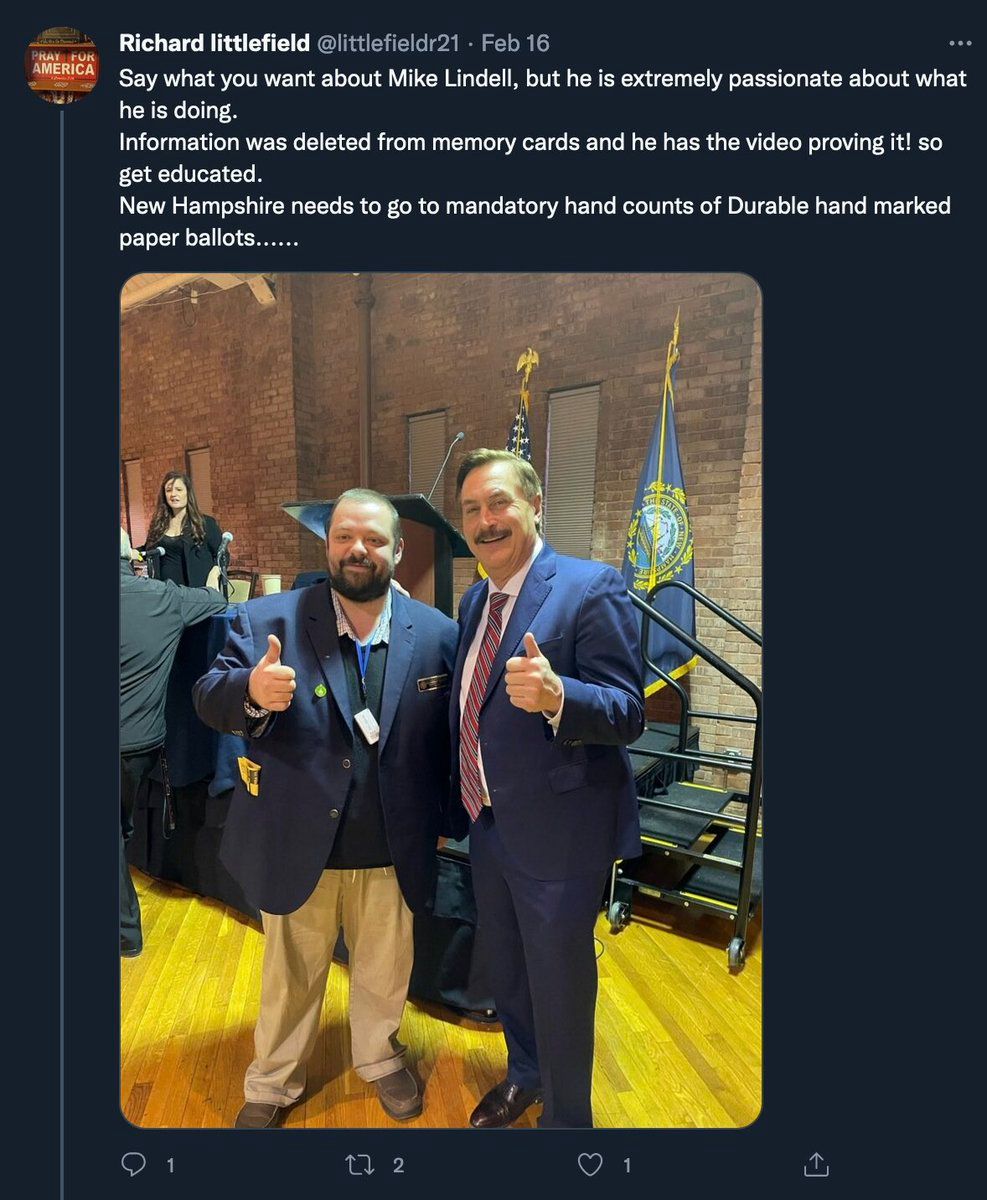 Richard littlefield @littlefieldr21 · Feb 16
Say what you want about Mike Lindell, but he is extremely passionate about what
he is doing.
Information was deleted from memory cards and he has the video proving it! so
get educated.
New Hampshire needs to go to mandatory hand counts of Durable hand marked
paper ballots......
PRAY FOR
AMERICA
1
2
1